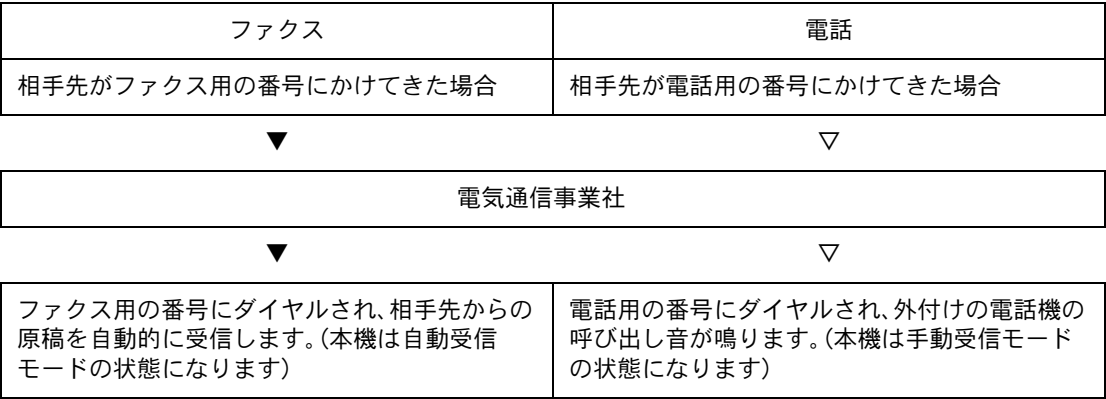 ファクス
電話
相手先がファクス用の番号にかけてきた場合
相手先が電話用の番号にかけてきた場合
▼
▽
電気通信事業社
▼
▽
ファクス用の番号にダイヤルされ、相手先からの
原稿を自動的に受信します。(本機は自動受信
モードの状態になります)
電話用の番号にダイヤルされ、外付けの電話機の
呼び出し音が鳴ります。(本機は手動受信モード
の状態になります)